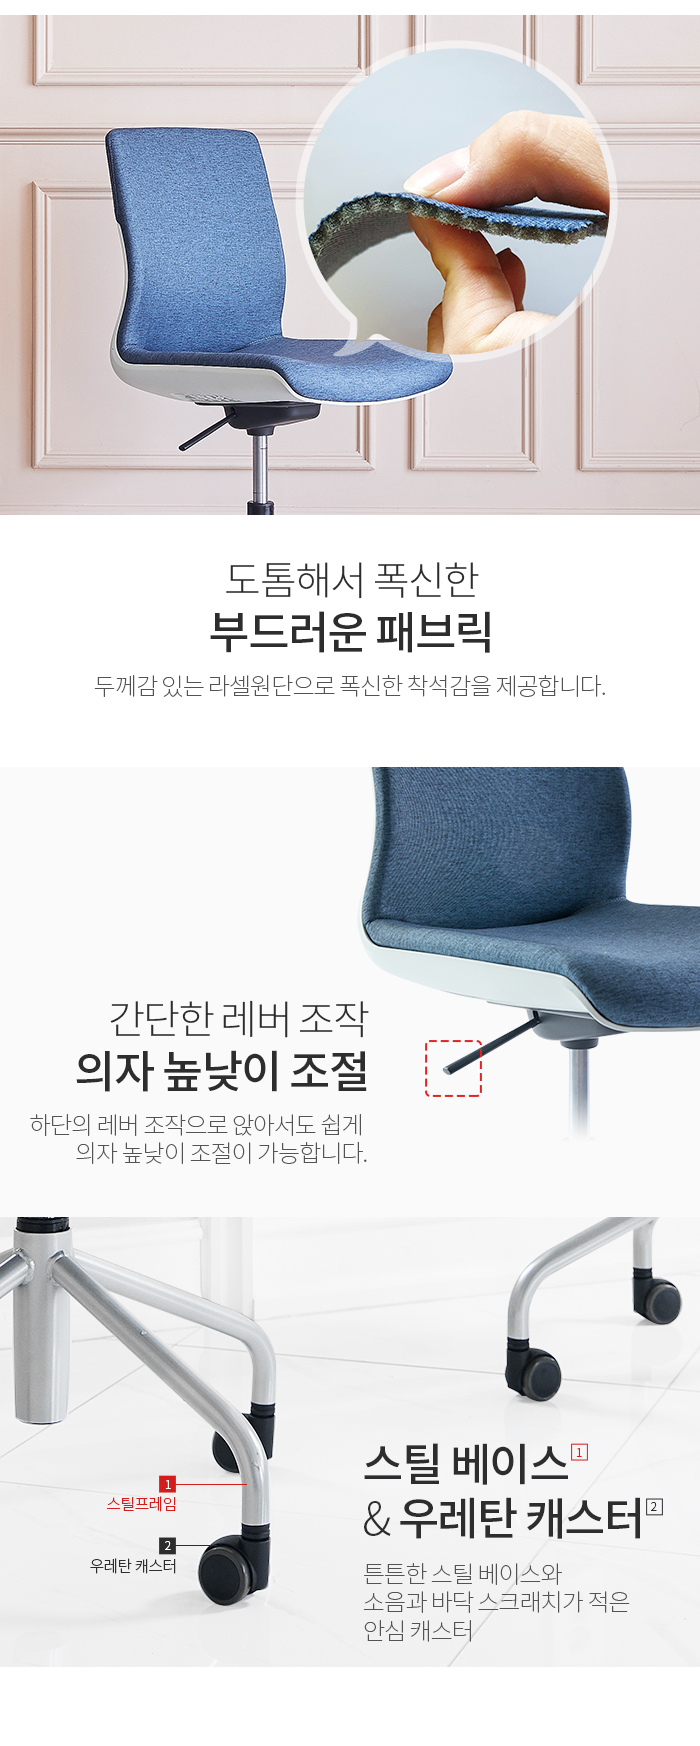 도톰해서 폭신한
부드러운 패브릭
두께감 있는 라셀원단으로 폭신한 착석감을 제공합니다.
간단한 레버 조작
의자 높낮이 조절
하단의 레버 조작으로 앉아서도 쉽게
의자 높낮이 조절이 가능합니다.
1
스틸프레임
2
우레탄 캐스터
스틸 베이스 1
& 우레탄 캐스터 2
튼튼한 스틸 베이스와
소음과 바닥 스크래치가 적은
안심 캐스터